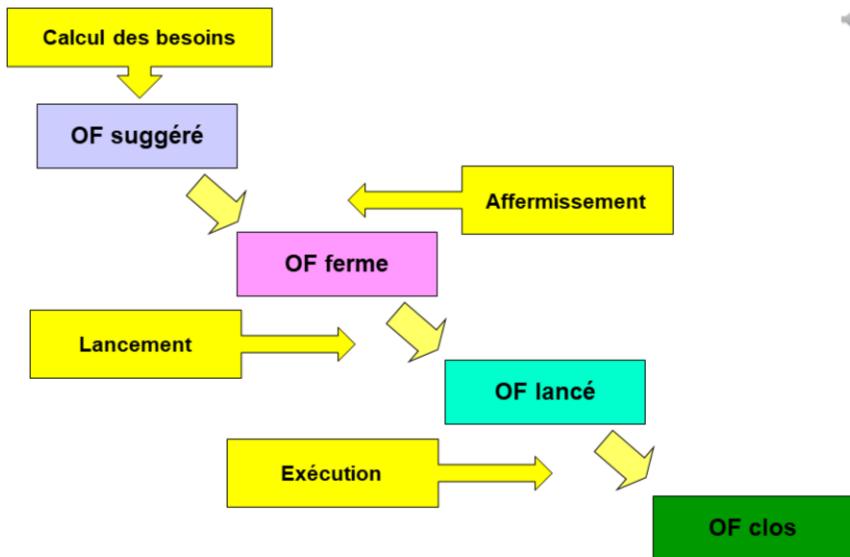 Calcul des besoins
OF suggéré
Affermissement
OF ferme
Lancement
OF lancé
Exécution
OF clos